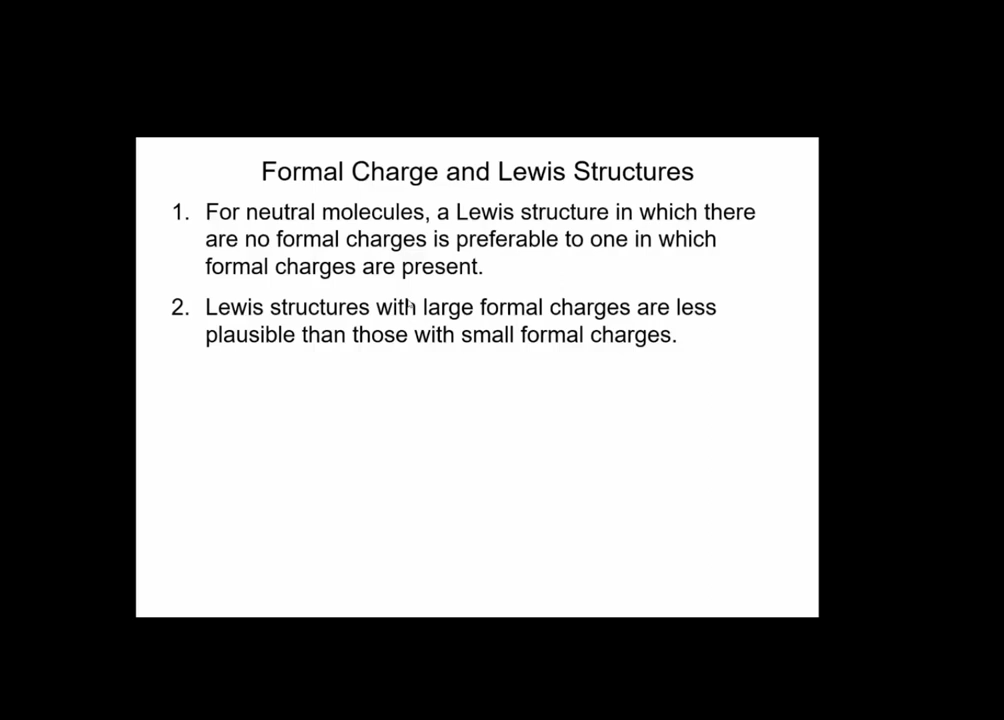 Formal Charge and Lewis Structures
1. For neutral molecules, a Lewis structure in which there
are no formal charges is preferable to one in which
formal charges are present.
2. Lewis structures with large formal charges are less
plausible than those with small formal charges.